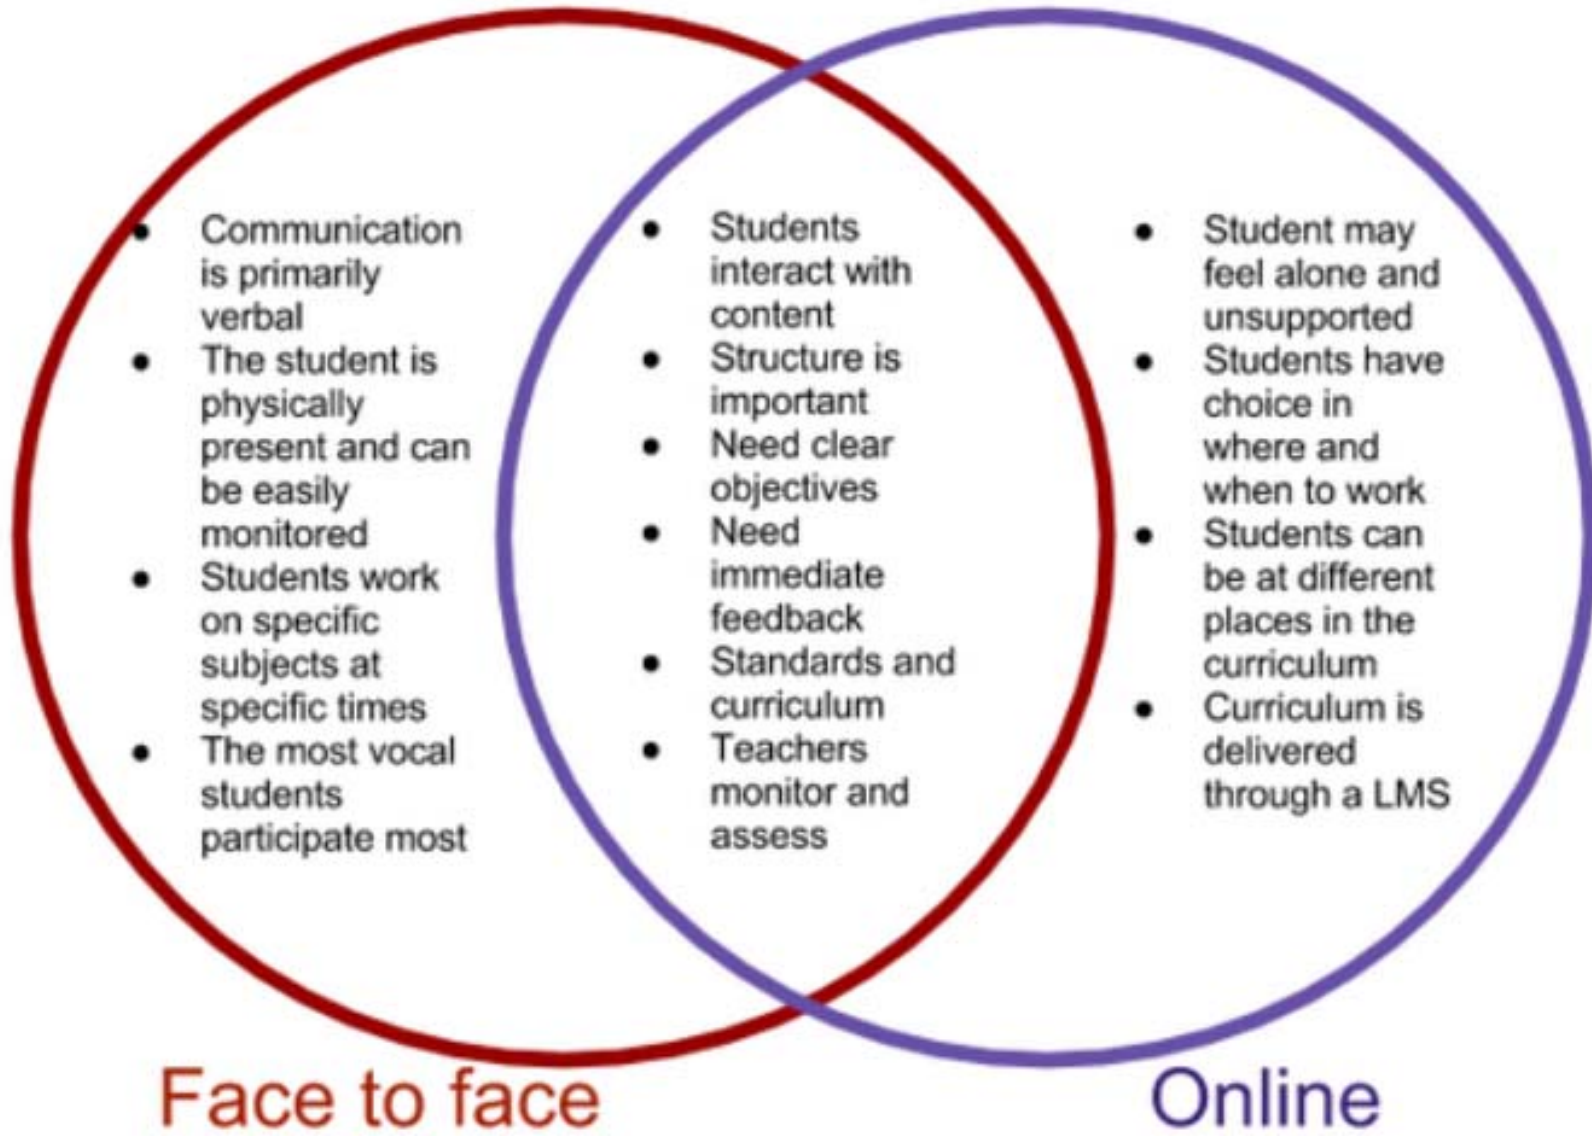 • Communication
is primarily
verbal
• The student is
physically
present and can
be easily
monitored
• Students work
on specific
subjects at
specific times
• The most vocal
students
participate most
• Students
interact with
content
• Structure is
important
• Need clear
objectives
• Need
immediate
feedback
• Standards and
curriculum
• Teachers
monitor and
assess
• Student may
feel alone and
unsupported
• Students have
choice in
where and
when to work
• Students can
be at different
places in the
curriculum
• Curriculum is
delivered
through a LMS
Face to face
Online